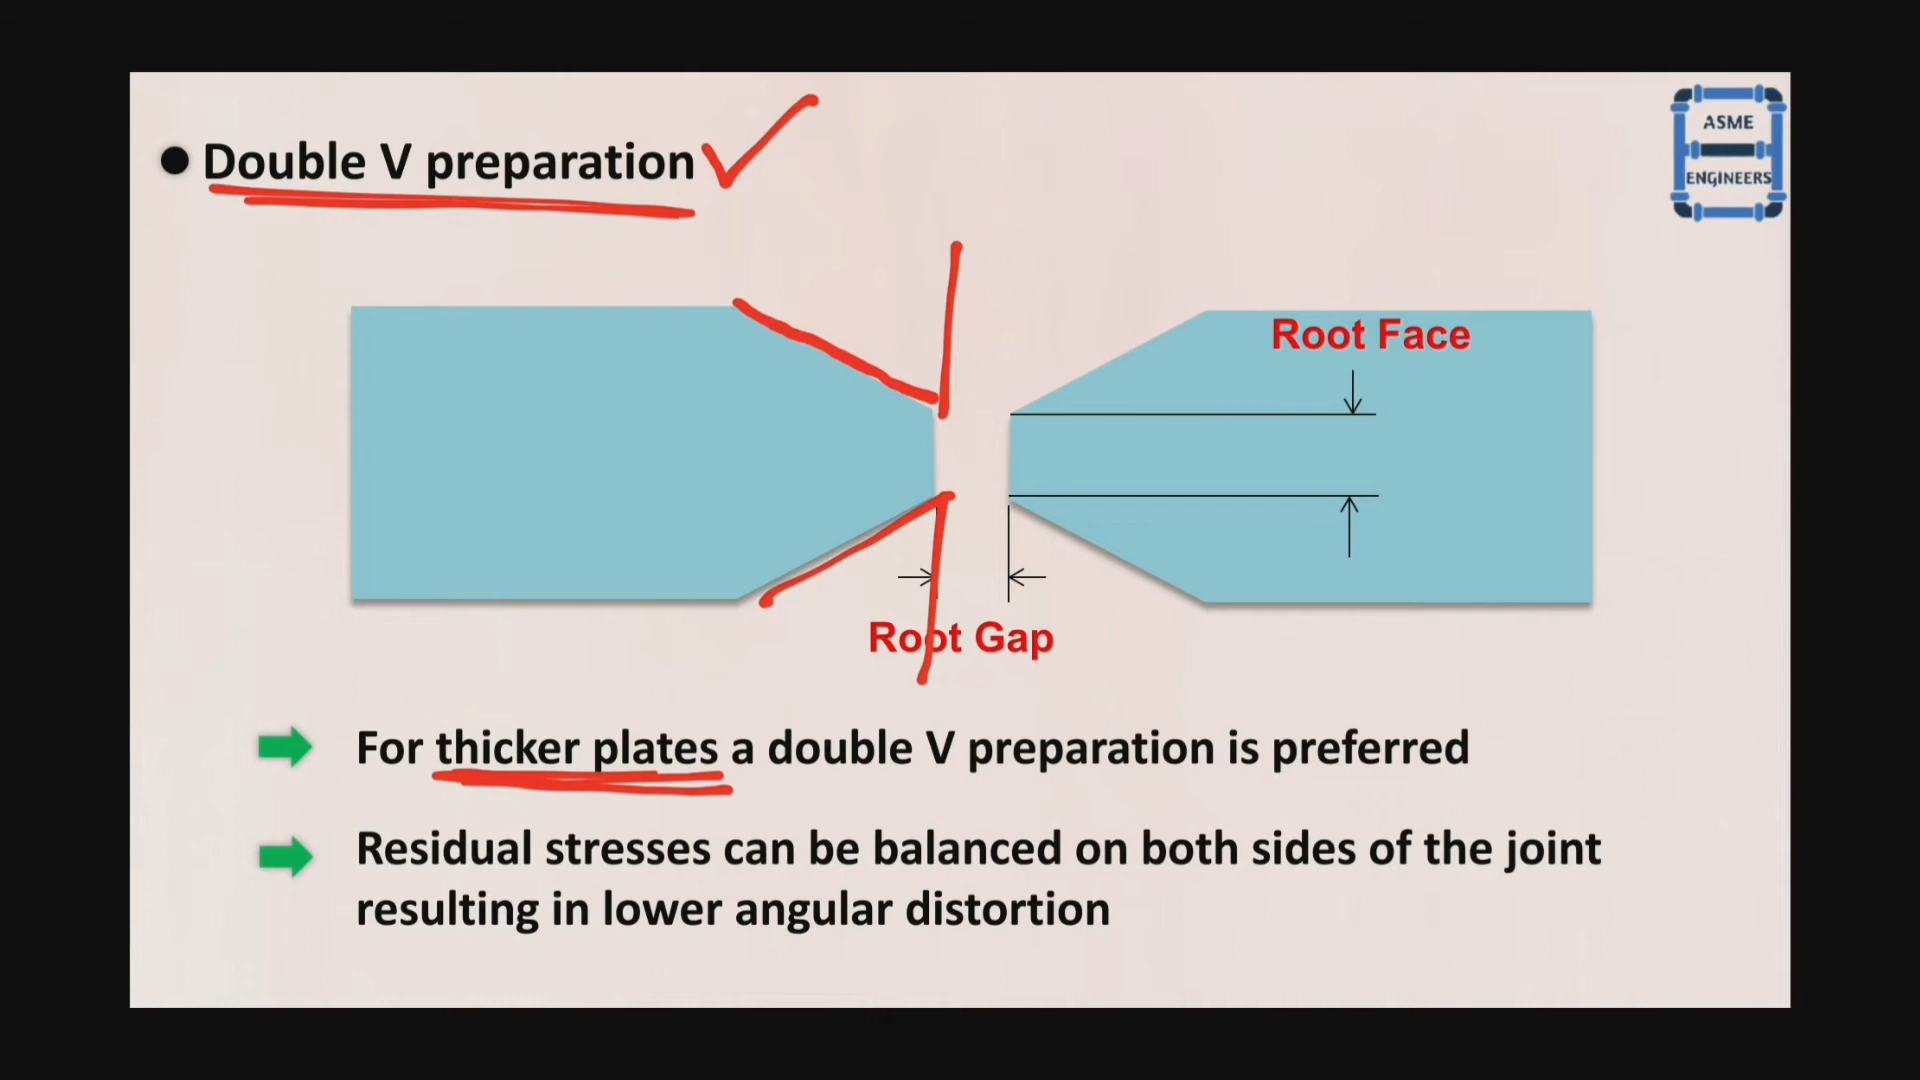 Double V preparation
ASME
ENGINEERS
Root Face
Root Gap
For thicker plates a double V preparation is preferred
Residual stresses can be balanced on both sides of the joint
resulting in lower angular distortion